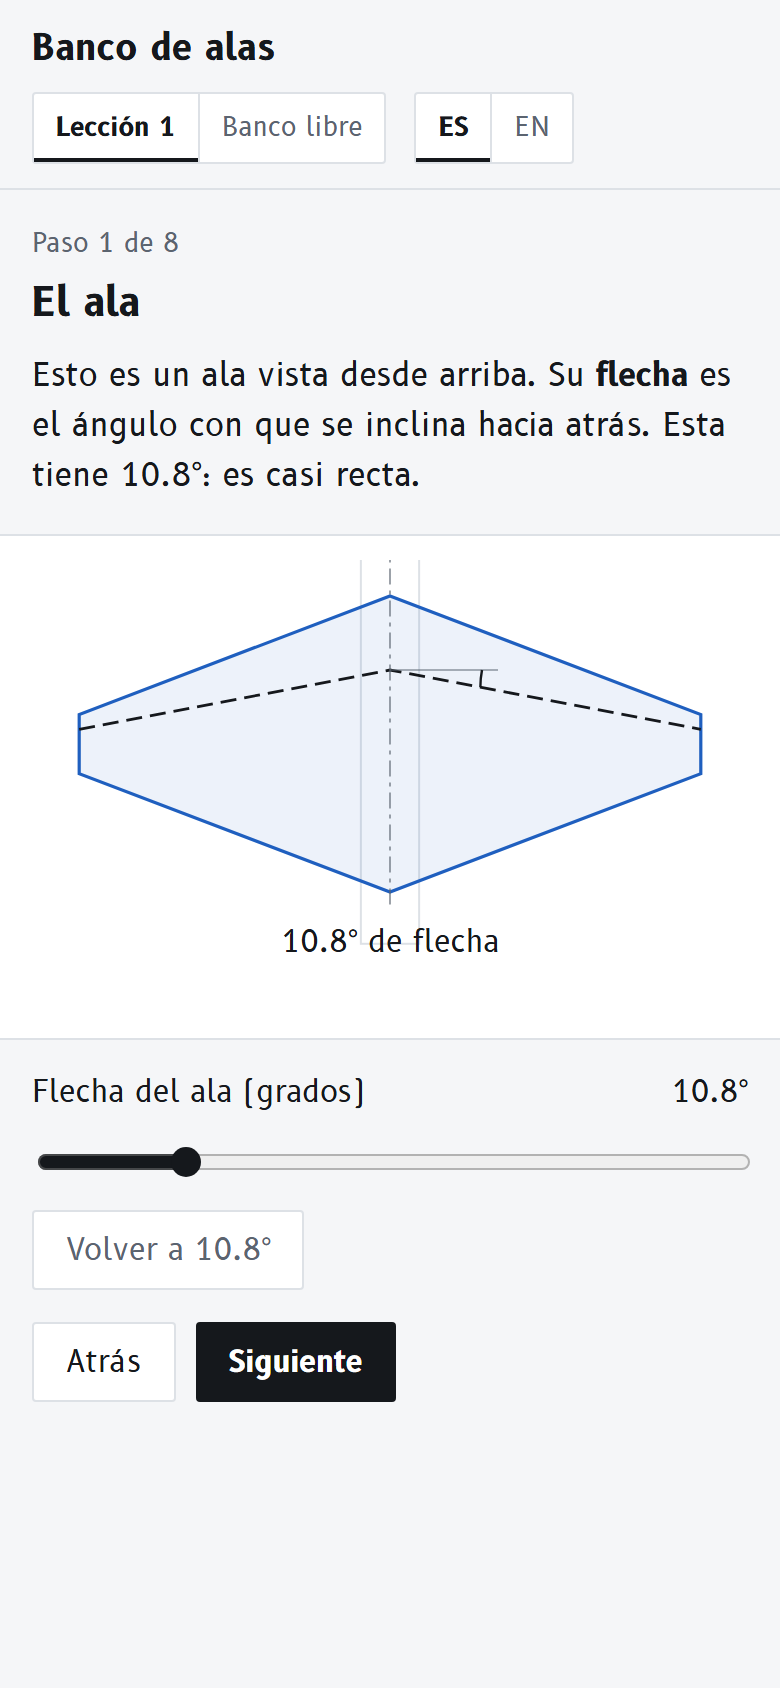 Banco de alas
Lección 1
Banco libre
ES
EN
Paso 1 de 8
El ala
Esto es un ala vista desde arriba. Su flecha es
el ángulo con que se inclina hacia atrás. Esta
tiene 10.8°: es casi recta.
10.8° de flecha
Flecha del ala (grados)
10.8°
Volver a 10.8°
Atrás
Siguiente